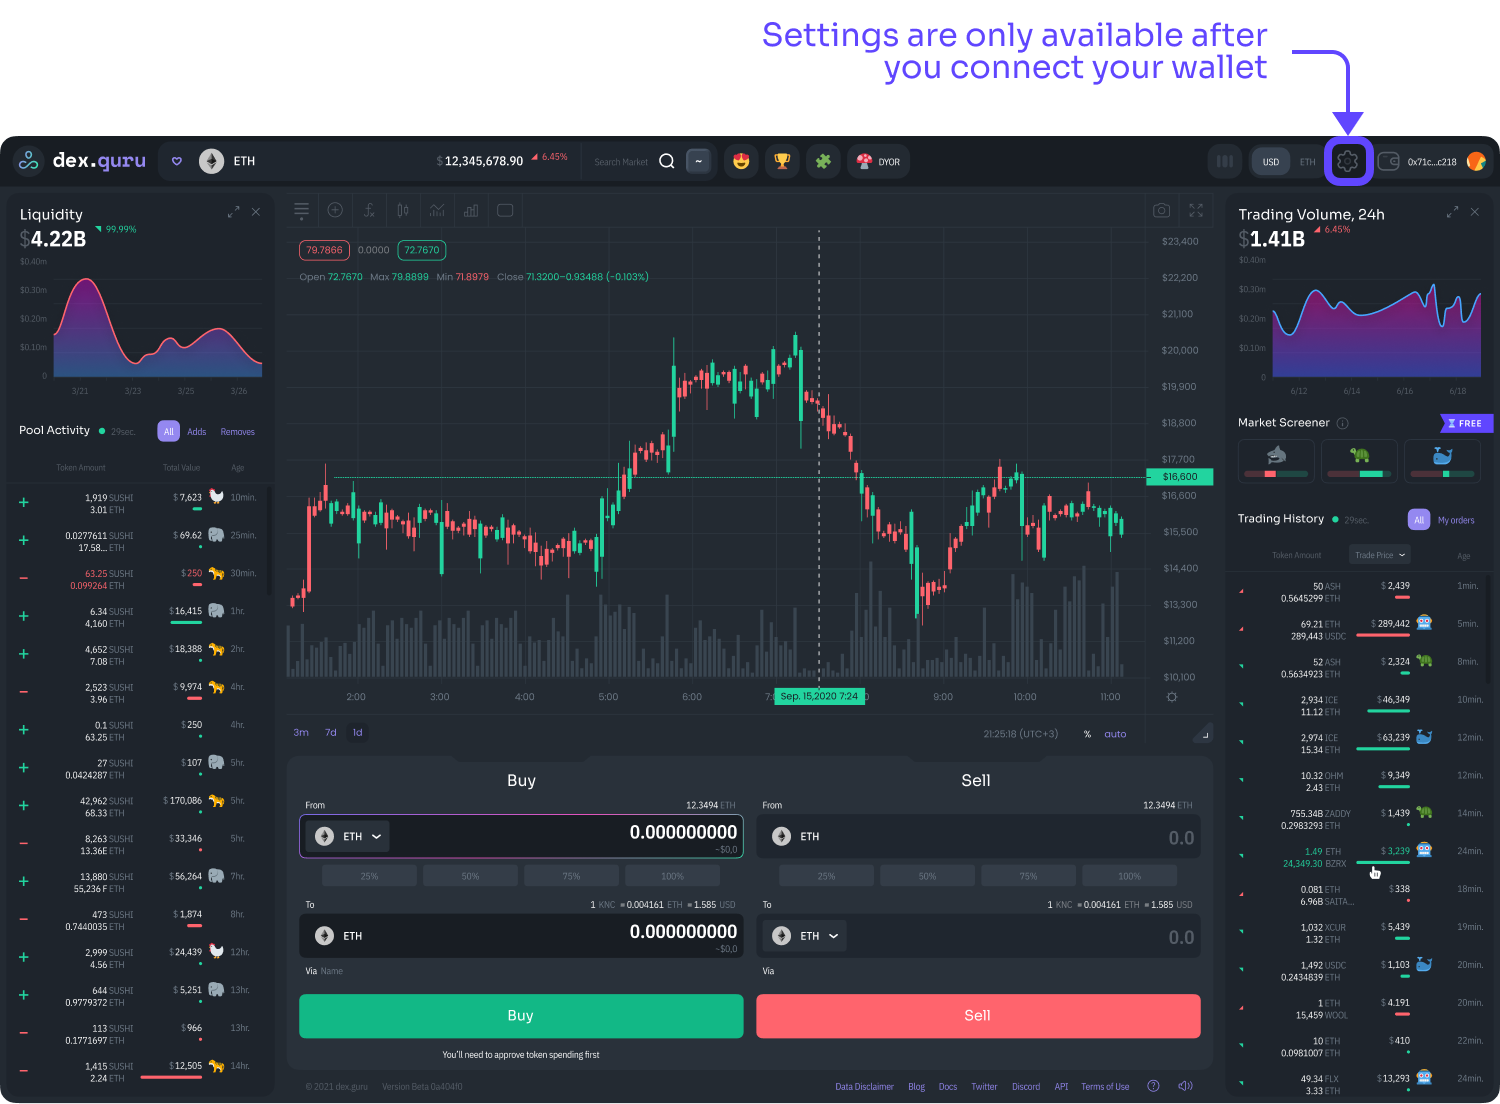 Settings are only available after
you connect your wallet
dex.guru
ETH
$12,345,678.90 6.45%
Search Market
~
DYOR
USD ETH
0x71c...c218
Liquidity
$4.22B 99.99%
$0.40m
$0.30m
$0.20m
$0.10m
0
3/21 3/23 3/25 3/26
Pool Activity 29sec. All Adds Removes
Token Amount Total Value Age
+ 1,919 SUSHI $7,623 10min.
3.01 ETH
+ 0.0277611 SUSHI $69.62 25min.
17.58... ETH
− 63.25 SUSHI $250 30min.
0.099264 ETH
+ 6.34 SUSHI $16,415 1hr.
4,160 ETH
+ 4,652 SUSHI $18,388 2hr.
7.08 ETH
− 2,523 SUSHI $9,974 4hr.
3.96 ETH
+ 0.1 SUSHI $250 4hr.
63.25 ETH
+ 27 SUSHI $107 5hr.
0.0424287 ETH
+ 42,962 SUSHI $170,086 5hr.
68.33 ETH
− 8,263 SUSHI $33,346 5hr.
13.36E ETH
+ 13,880 SUSHI $56,264 7hr.
55,236 F ETH
− 473 SUSHI $1,874 8hr.
0.7440035 ETH
+ 2,999 SUSHI $24,439 12hr.
4.56 ETH
+ 644 SUSHI $5,251 13hr.
0.9779372 ETH
− 113 SUSHI $966 13hr.
0.1771697 ETH
− 1,415 SUSHI $12,505 14hr.
2.24 ETH
79.7866 0.0000 72.7670
Open 72.7670 Max 79.8899 Min 71.8979 Close 71.3200−0.93488 (−0.103%)
$23,400
$22,200
$21,100
$20,000
$19,900
$18,800
$17,700
$16,600
$16,600
$15,500
$14,400
$13,300
$11,200
$10,100
2:00 3:00 4:00 5:00 6:00 Sep. 15,2020 7:24 9:00 10:00 11:00
3m 7d 1d
21:25:18 (UTC+3) % auto
Buy
From 12.3494 ETH
ETH 0.000000000
~$0,0
25% 50% 75% 100%
To 1 KNC = 0.004161 ETH = 1.585 USD
ETH 0.000000000
~$0,0
Via Name
Buy
You'll need to approve token spending first
Sell
From 12.3494 ETH
ETH 0.0
25% 50% 75% 100%
To 1 KNC = 0.004161 ETH = 1.585 USD
ETH 0.0
Via
Sell
© 2021 dex.guru Version Beta 0a404f0
Data Disclaimer Blog Docs Twitter Discord API Terms of Use ?
Trading Volume, 24h
$1.41B 6.45%
$0.40m
$0.30m
$0.20m
$0.10m
0
6/12 6/14 6/16 6/18
Market Screener FREE
Trading History 29sec. All My orders
Token Amount Trade Price Age
50 ASH $2,439 1min.
0.5645299 ETH
69.21 ETH $289,442 5min.
289,443 USDC
52 ASH $2,324 8min.
0.5634923 ETH
2,934 ICE $46,349 10min.
11.12 ETH
2,974 ICE $63,239 12min.
15.34 ETH
10.32 OHM $9,349 12min.
2.43 ETH
755.34B ZADDY $1,439 14min.
0.2983293 ETH
1.49 ETH $3,239 24min.
24,349.30 BZRX
0.081 ETH $338 18min.
6.96B SAITA...
1,032 XCUR $5,439 19min.
1.32 ETH
1,492 USDC $1,103 20min.
0.2434839 ETH
1 ETH $4.191 20min.
15,459 WOOL
10 ETH $410 22min.
0.0981007 ETH
49.34 FLX $13,293 24min.
3.33 ETH